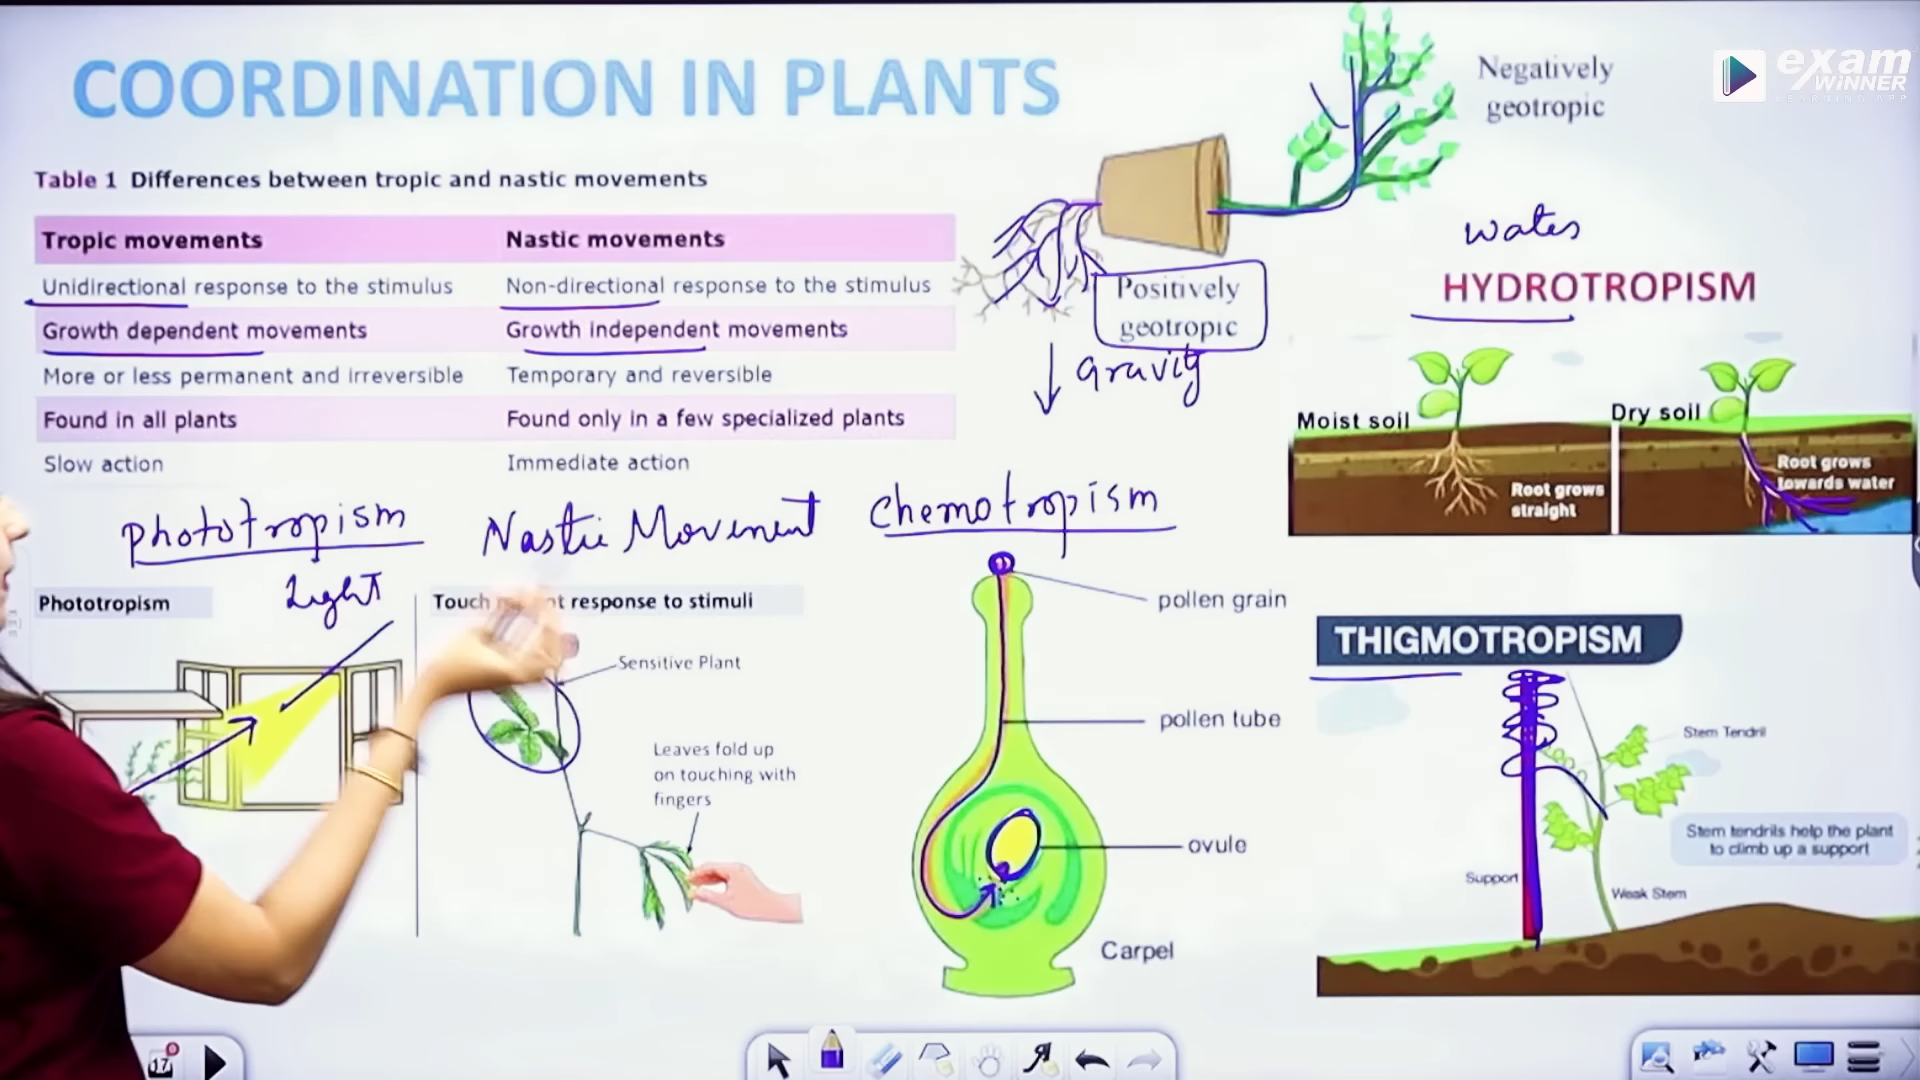 COORDINATION IN PLANTS
exam
WINNER
LEARNING APP
Negatively
geotropic
Table 1 Differences between tropic and nastic movements
Tropic movements Nastic movements
Unidirectional response to the stimulus Non-directional response to the stimulus
Growth dependent movements Growth independent movements
More or less permanent and irreversible Temporary and reversible
Found in all plants Found only in a few specialized plants
Slow action Immediate action
Positively
geotropic
Gravity
Water
HYDROTROPISM
Moist soil
Dry soil
Root grows
straight
Root grows
towards water
Phototropism
Light
Nastic Movement
Chemotropism
Phototropism
Touch response to stimuli
Sensitive Plant
Leaves fold up
on touching with
fingers
pollen grain
pollen tube
ovule
Carpel
THIGMOTROPISM
Stem Tendril
Stem tendrils help the plant
to climb up a support
Support
Weak Stem
17